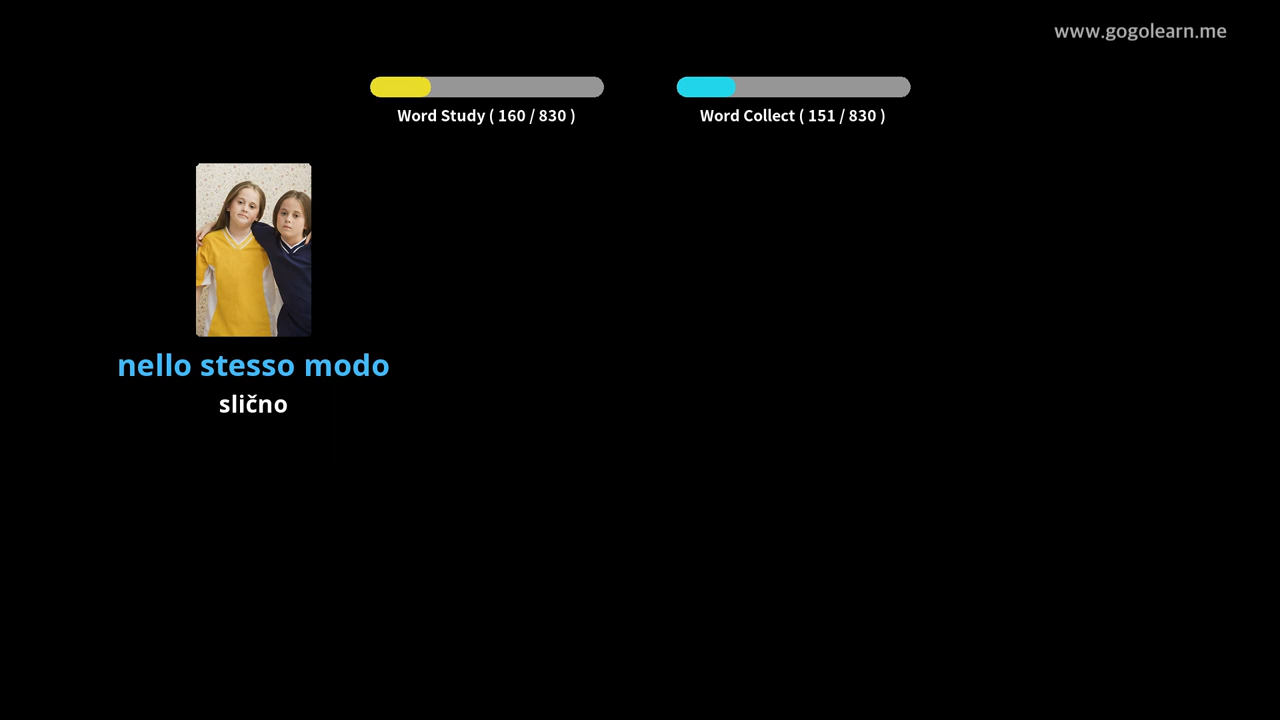 www.gogolearn.me
Word Study ( 160 / 830 )
Word Collect ( 151 / 830 )
nello stesso modo
slično